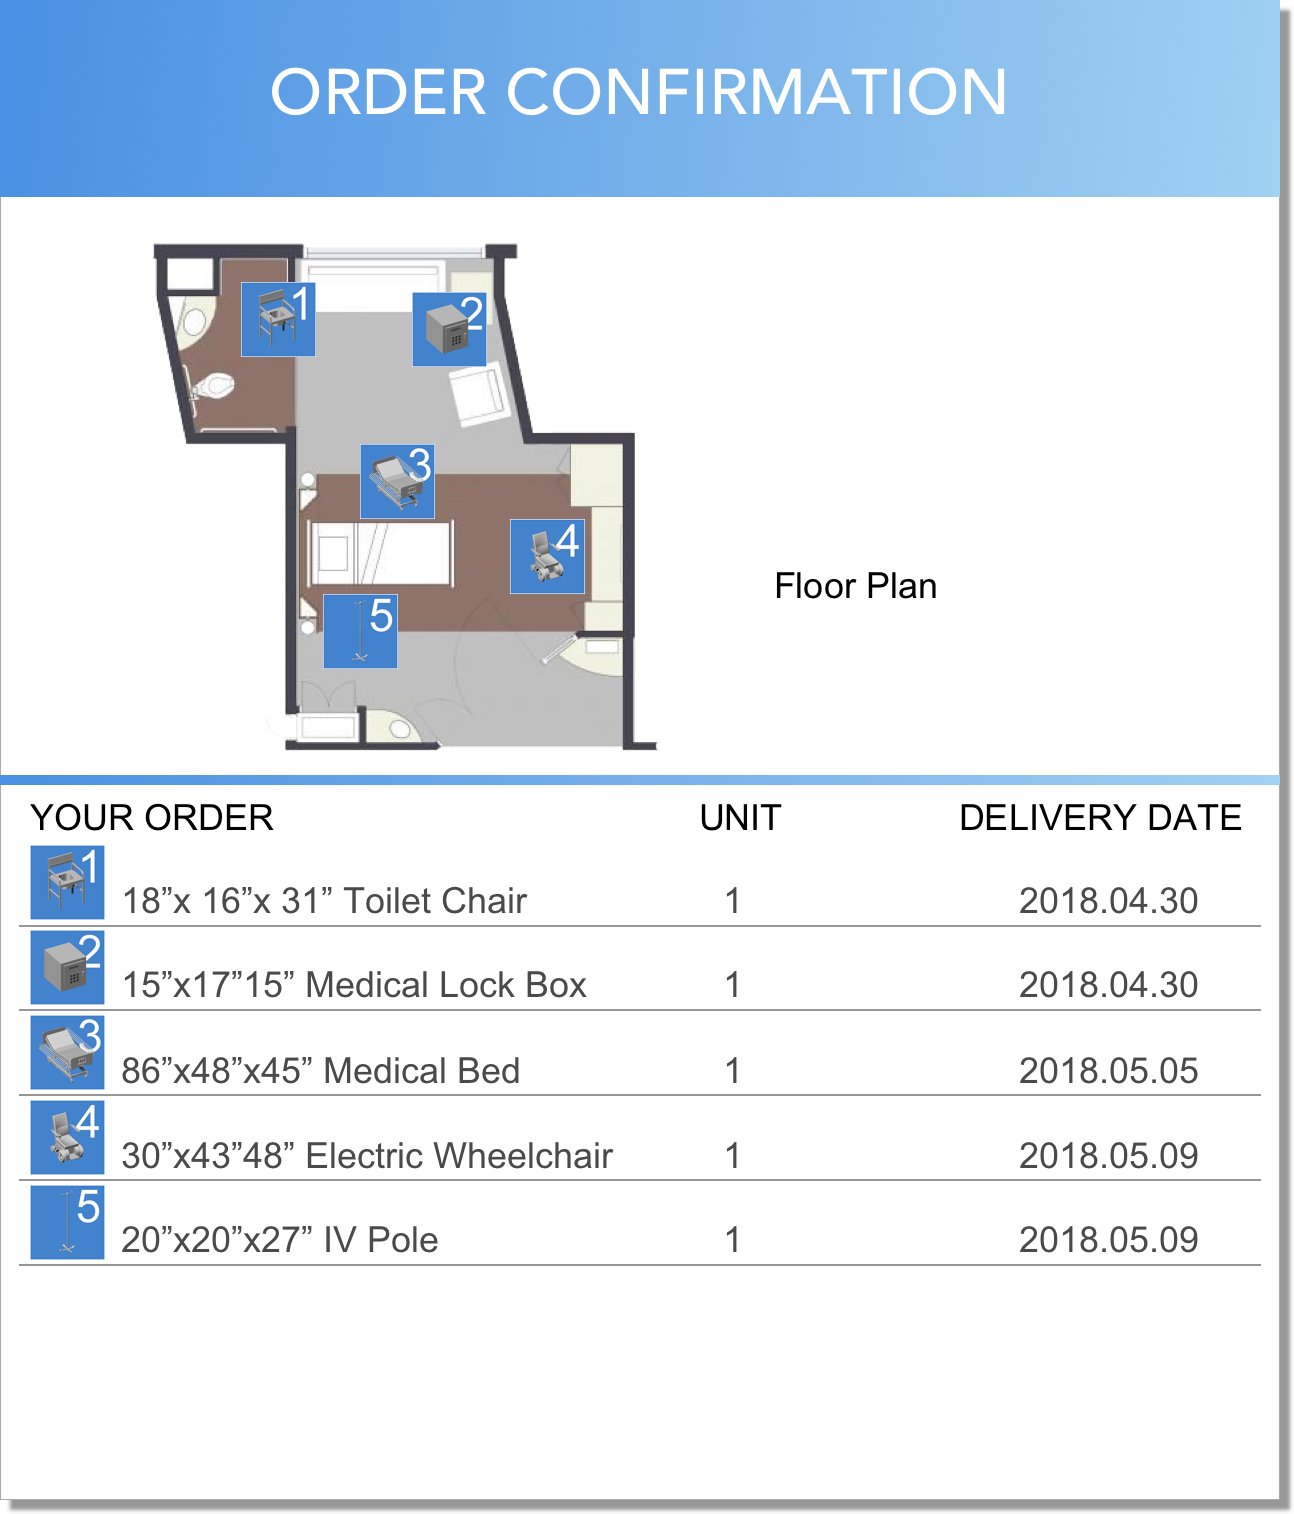 ORDER CONFIRMATION
1
2
3
4
5
Floor Plan
YOUR ORDER UNIT DELIVERY DATE
1 18”x 16”x 31” Toilet Chair 1 2018.04.30
2 15”x17”15” Medical Lock Box 1 2018.04.30
3 86”x48”x45” Medical Bed 1 2018.05.05
4 30”x43”48” Electric Wheelchair 1 2018.05.09
5 20”x20”x27” IV Pole 1 2018.05.09